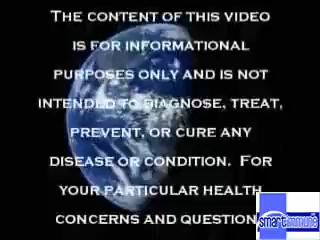 THE CONTENT OF THIS VIDEO
IS FOR INFORMATIONAL
PURPOSES ONLY AND IS NOT
INTENDED TO DIAGNOSE, TREAT,
PREVENT, OR CURE ANY
DISEASE OR CONDITION. FOR
YOUR PARTICULAR HEALTH
CONCERNS AND QUESTION